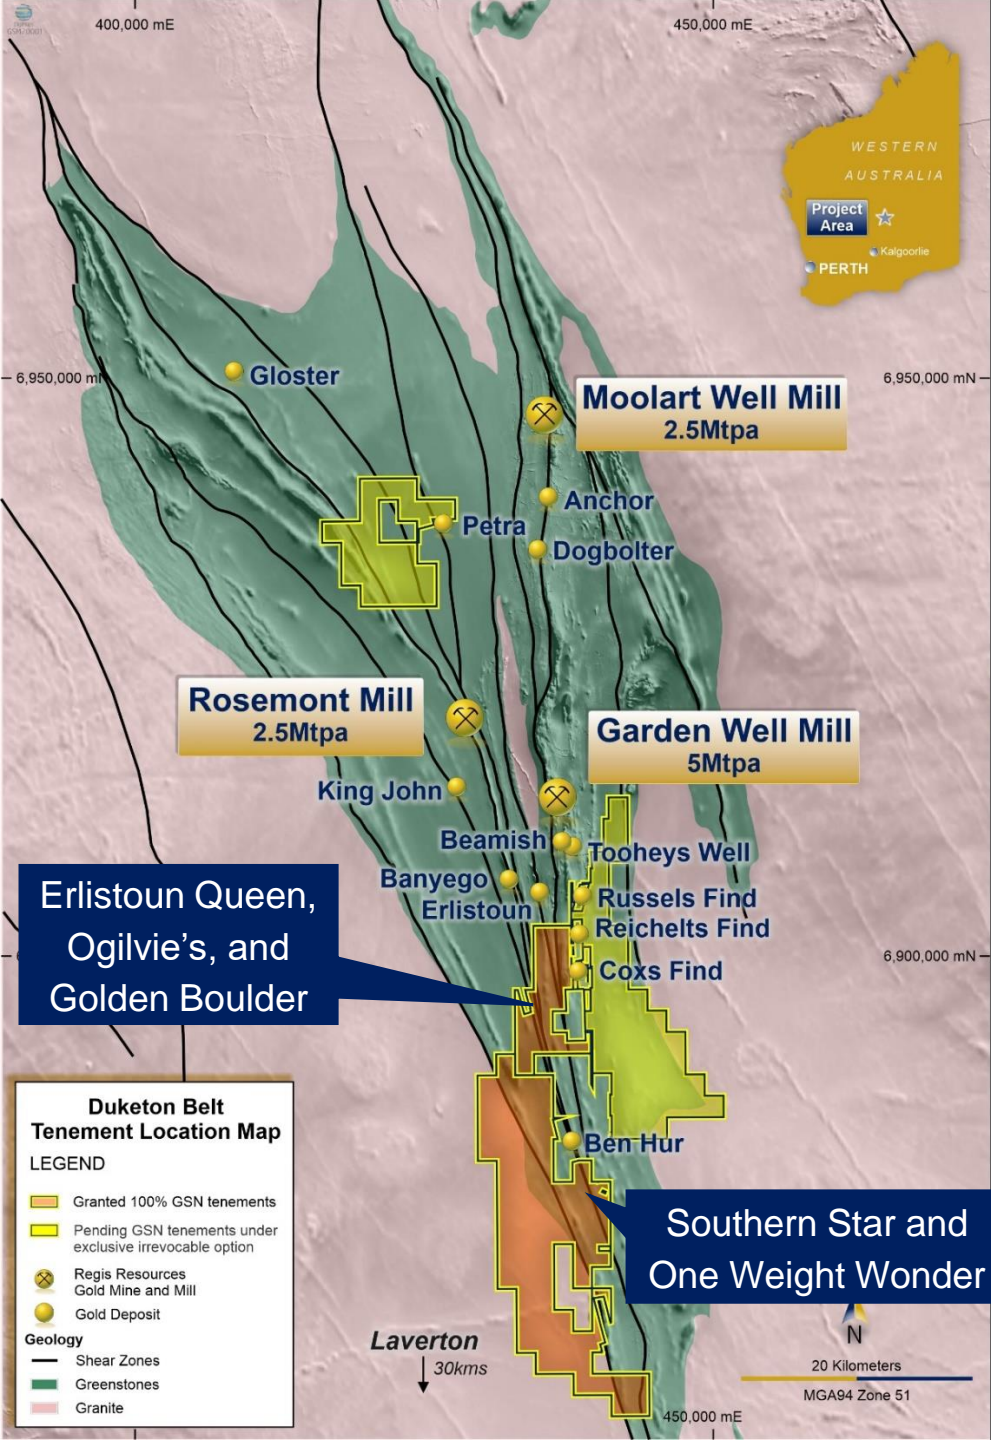 400,000 mE
450,000 mE
WESTERN
AUSTRALIA
Project
Area
Kalgoorlie
PERTH
Gloster
6,950,000 mN
6,950,000 mN
Moolart Well Mill
2.5Mtpa
Anchor
Petra
Dogbolter
Rosemont Mill
2.5Mtpa
Garden Well Mill
5Mtpa
King John
Beamish
Tooheys Well
Banyego
Erlistoun
Russels Find
Reichelts Find
Erlistoun Queen,
Ogilvie’s, and
Golden Boulder
6,900,000 mN
Coxs Find
Ben Hur
Southern Star and
One Weight Wonder
Duketon Belt
Tenement Location Map
LEGEND
Granted 100% GSN tenements
Pending GSN tenements under
exclusive irrevocable option
Regis Resources
Gold Mine and Mill
Gold Deposit
Geology
Shear Zones
Greenstones
Granite
Laverton
30kms
N
20 Kilometers
MGA94 Zone 51
450,000 mE